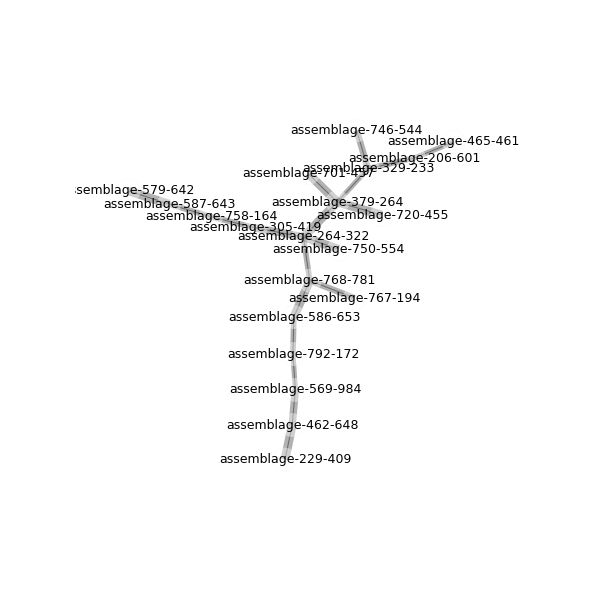 assemblage-746-544
assemblage-465-461
assemblage-206-601
assemblage-329-233
assemblage-701-497
assemblage-579-642
assemblage-379-264
assemblage-587-643
assemblage-720-455
assemblage-758-164
assemblage-305-419
assemblage-264-322
assemblage-750-554
assemblage-768-781
assemblage-767-194
assemblage-586-653
assemblage-792-172
assemblage-569-984
assemblage-462-648
assemblage-229-409